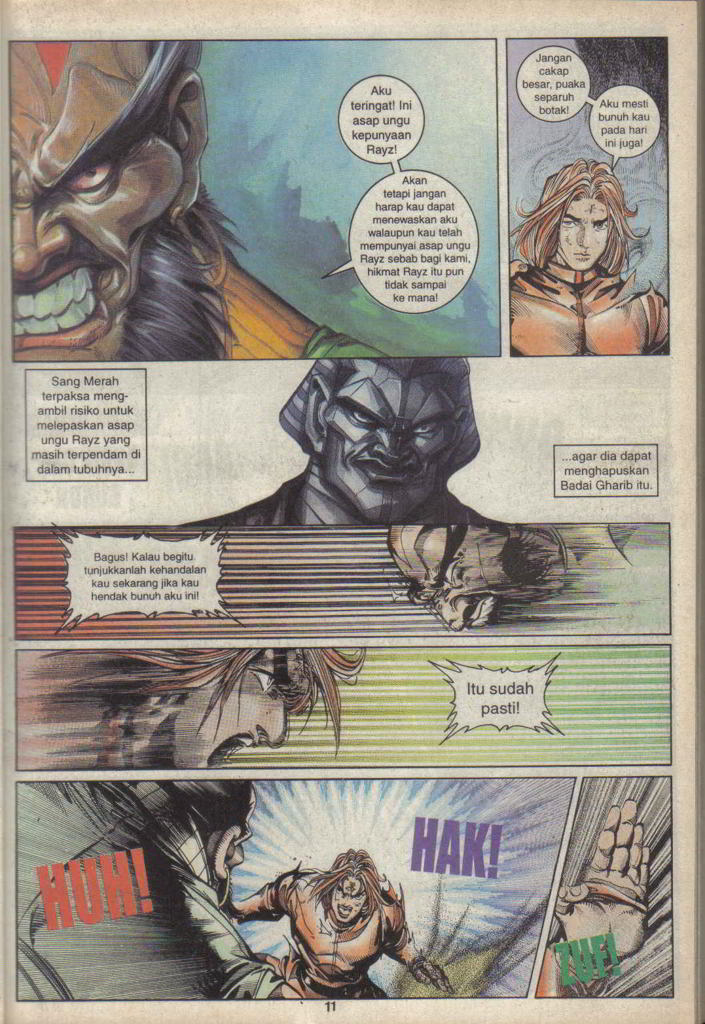 Aku
teringat! Ini
asap ungu
kepunyaan
Rayz!
Akan
tetapi jangan
harap kau dapat
menewaskan aku
walaupun kau telah
mempunyai asap ungu
Rayz sebab bagi kami,
hikmat Rayz itu pun
tidak sampai
ke mana!
Jangan
cakap
besar, puaka
separuh
botak!
Aku mesti
bunuh kau
pada hari
ini juga!
Sang Merah
terpaksa meng-
ambil risiko untuk
melepaskan asap
ungu Rayz yang
masih terpendam di
dalam tubuhnya...
...agar dia dapat
menghapuskan
Badai Gharib itu.
Bagus! Kalau begitu
tunjukkanlah kehandalan
kau sekarang jika kau
hendak bunuh aku ini!
Itu sudah
pasti!
HUH!
HAK!
ZUF!
11